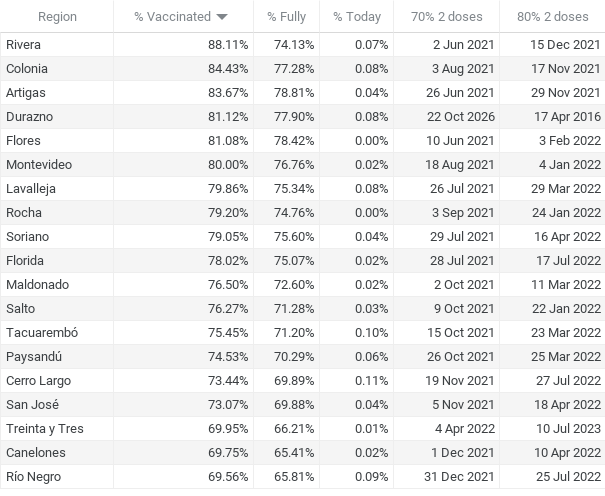 Region % Vaccinated % Fully % Today 70% 2 doses 80% 2 doses
Rivera 88.11% 74.13% 0.07% 2 Jun 2021 15 Dec 2021
Colonia 84.43% 77.28% 0.08% 3 Aug 2021 17 Nov 2021
Artigas 83.67% 78.81% 0.04% 26 Jun 2021 29 Nov 2021
Durazno 81.12% 77.90% 0.08% 22 Oct 2026 17 Apr 2016
Flores 81.08% 78.42% 0.00% 10 Jun 2021 3 Feb 2022
Montevideo 80.00% 76.76% 0.02% 18 Aug 2021 4 Jan 2022
Lavalleja 79.86% 75.34% 0.08% 26 Jul 2021 29 Mar 2022
Rocha 79.20% 74.76% 0.00% 3 Sep 2021 24 Jan 2022
Soriano 79.05% 75.60% 0.04% 29 Jul 2021 16 Apr 2022
Florida 78.02% 75.07% 0.02% 28 Jul 2021 17 Jul 2022
Maldonado 76.50% 72.60% 0.02% 2 Oct 2021 11 Mar 2022
Salto 76.27% 71.28% 0.03% 9 Oct 2021 22 Jan 2022
Tacuarembó 75.45% 71.20% 0.10% 15 Oct 2021 23 Mar 2022
Paysandú 74.53% 70.29% 0.06% 26 Oct 2021 25 Mar 2022
Cerro Largo 73.44% 69.89% 0.11% 19 Nov 2021 27 Jul 2022
San José 73.07% 69.88% 0.04% 5 Nov 2021 18 Apr 2022
Treinta y Tres 69.95% 66.21% 0.01% 4 Apr 2022 10 Jul 2023
Canelones 69.75% 65.41% 0.02% 1 Dec 2021 10 Apr 2022
Río Negro 69.56% 65.81% 0.09% 31 Dec 2021 25 Jul 2022